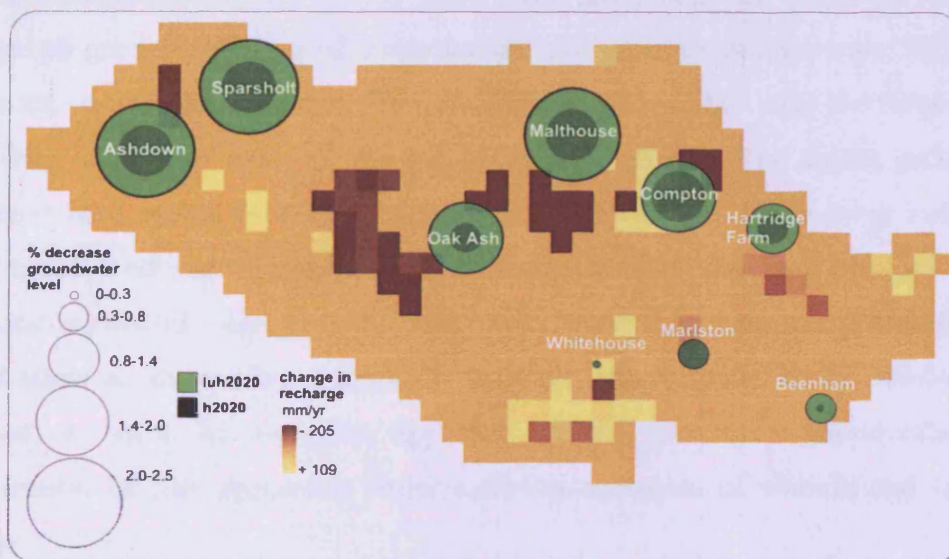 Sparsholt
Ashdown
Malthouse
Compton
Oak Ash
Hartridge
Farm
Marlston
Whitehouse
Beenham
% decrease
groundwater
level
0-0.3
0.3-0.8
0.8-1.4
1.4-2.0
2.0-2.5
luh2020
h2020
change in
recharge
mm/yr
- 205
+ 109